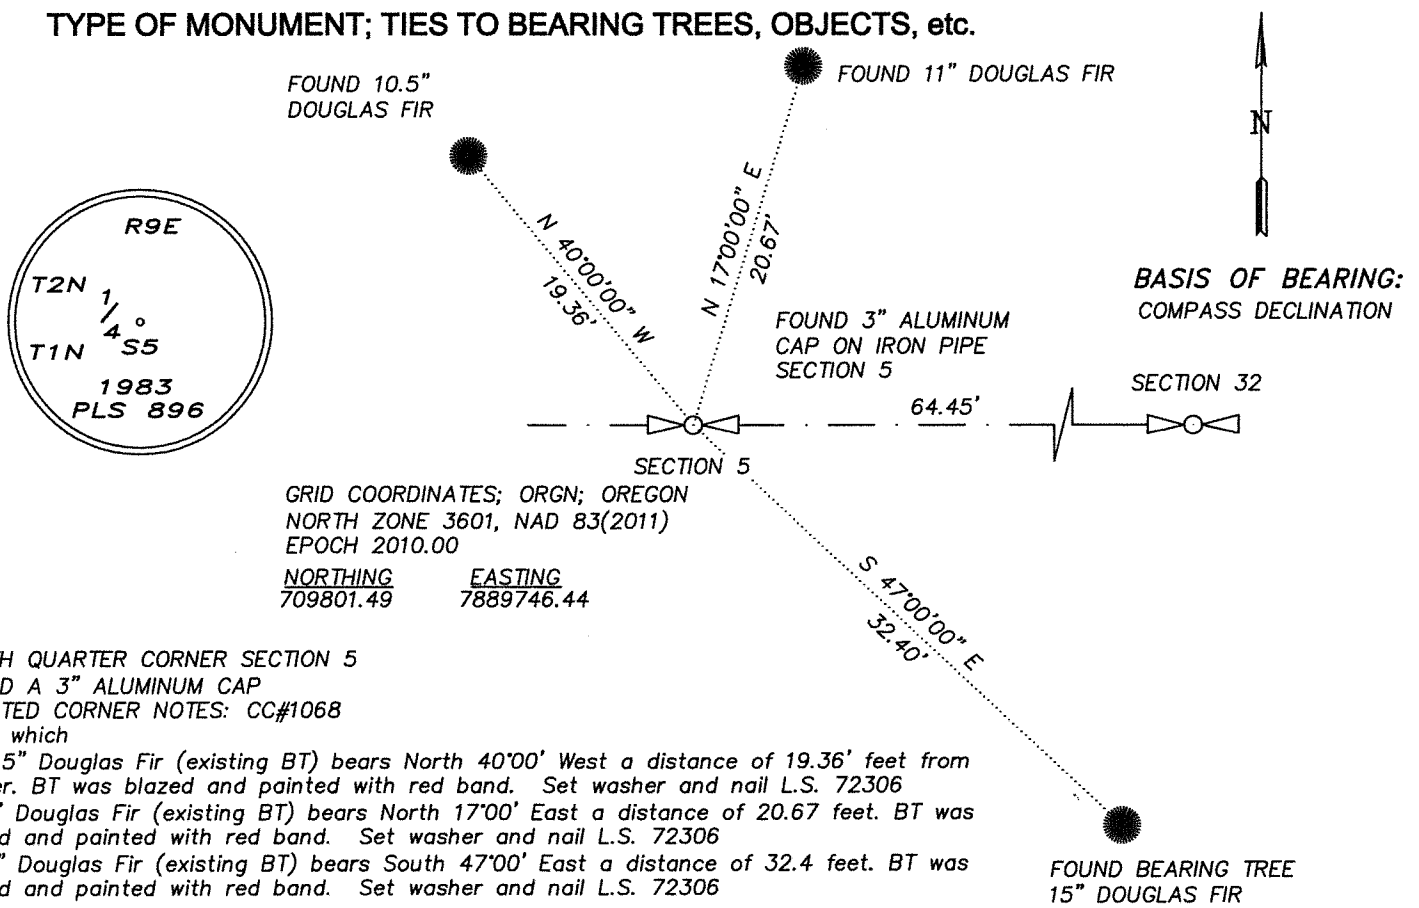 TYPE OF MONUMENT; TIES TO BEARING TREES, OBJECTS, etc.
FOUND 10.5"
DOUGLAS FIR
FOUND 11" DOUGLAS FIR
N
R9E
T2N
1/4
S5
T1N
1983
PLS 896
N 40°00'00" W
19.36'
N 17°00'00" E
20.67'
BASIS OF BEARING:
COMPASS DECLINATION
FOUND 3" ALUMINUM
CAP ON IRON PIPE
SECTION 5
64.45'
SECTION 32
SECTION 5
GRID COORDINATES; ORGN; OREGON
NORTH ZONE 3601, NAD 83(2011)
EPOCH 2010.00
NORTHING EASTING
709801.49 7889746.44
S 47°00'00" E
32.40'
H QUARTER CORNER SECTION 5
D A 3" ALUMINUM CAP
TED CORNER NOTES: CC#1068
which
5" Douglas Fir (existing BT) bears North 40°00' West a distance of 19.36' feet from
er. BT was blazed and painted with red band. Set washer and nail L.S. 72306
' Douglas Fir (existing BT) bears North 17°00' East a distance of 20.67 feet. BT was
d and painted with red band. Set washer and nail L.S. 72306
" Douglas Fir (existing BT) bears South 47°00' East a distance of 32.4 feet. BT was
d and painted with red band. Set washer and nail L.S. 72306
FOUND BEARING TREE
15" DOUGLAS FIR